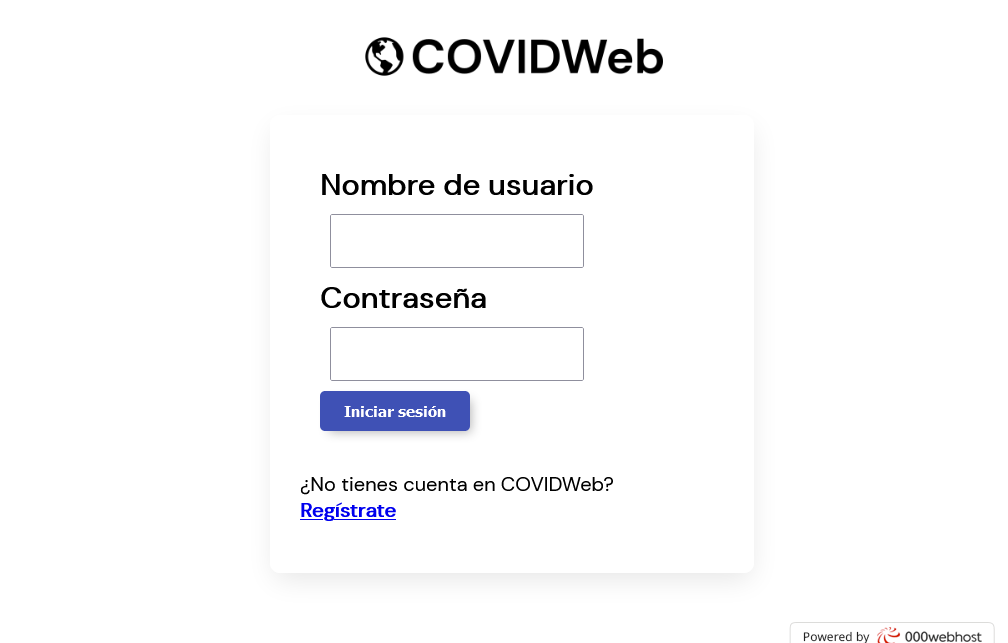 COVIDWeb
Nombre de usuario
Contraseña
Iniciar sesión
¿No tienes cuenta en COVIDWeb?
Regístrate
Powered by 000webhost